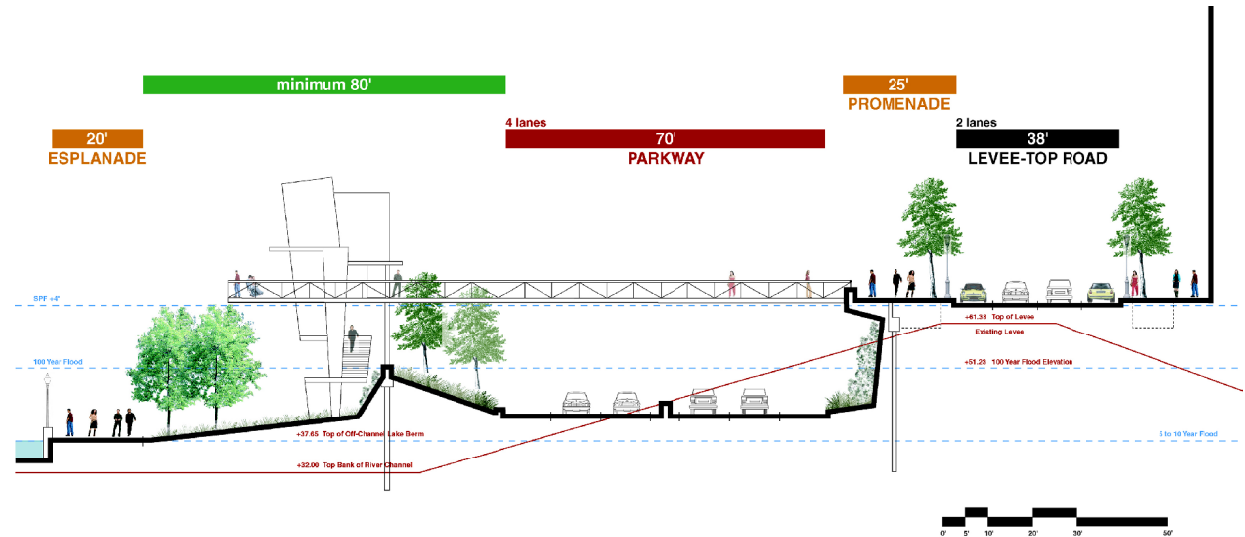 minimum 80'
25'
PROMENADE
4 lanes
2 lanes
20'
70'
38'
ESPLANADE
PARKWAY
LEVEE-TOP ROAD
SPF +4'
+61.38 Top of Levee
Existing Levee
100 Year Flood
+51.28 100 Year Flood Elevation
+37.65 Top of Off-Channel Lake Berm
5 to 10 Year Flood
+32.00 Top Bank of River Channel
0' 5' 10' 20' 30' 50'